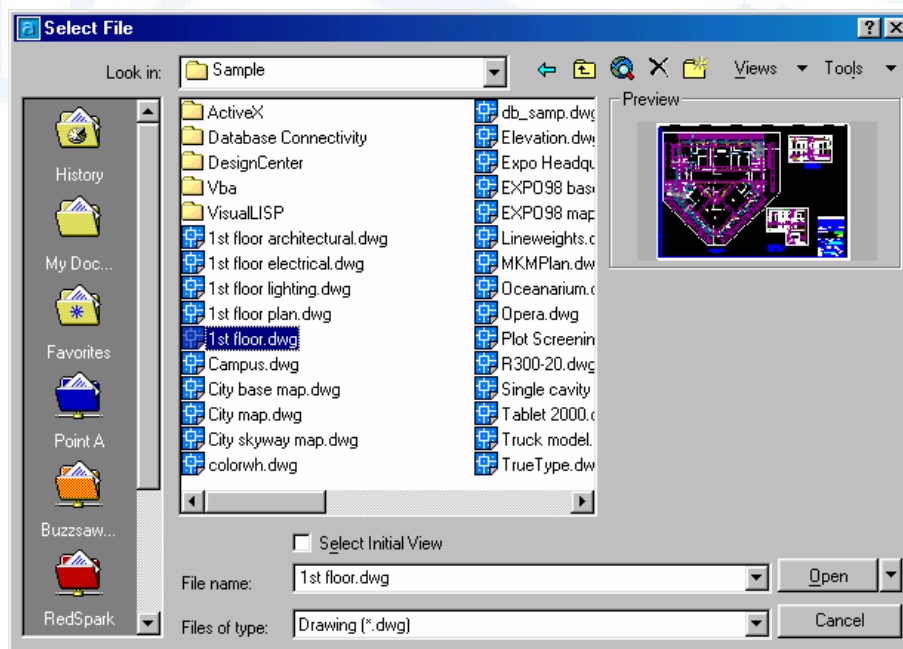 Select File
Look in: Sample Views Tools
History
My Doc...
Favorites
Point A
Buzzsaw...
RedSpark
ActiveX
Database Connectivity
DesignCenter
Vba
VisualLISP
1st floor architectural.dwg
1st floor electrical.dwg
1st floor lighting.dwg
1st floor plan.dwg
1st floor.dwg
Campus.dwg
City base map.dwg
City map.dwg
City skyway map.dwg
colorwh.dwg
db_samp.dwg
Elevation.dw
Expo Headqu
EXPO98 bas
EXPO98 map
Lineweights.d
MKMPlan.dw
Oceanarium.
Opera.dwg
Plot Screenin
R300-20.dwg
Single cavity
Tablet 2000.
Truck model.
TrueType.dw
Preview
Select Initial View
File name: 1st floor.dwg Open
Files of type: Drawing (*.dwg) Cancel